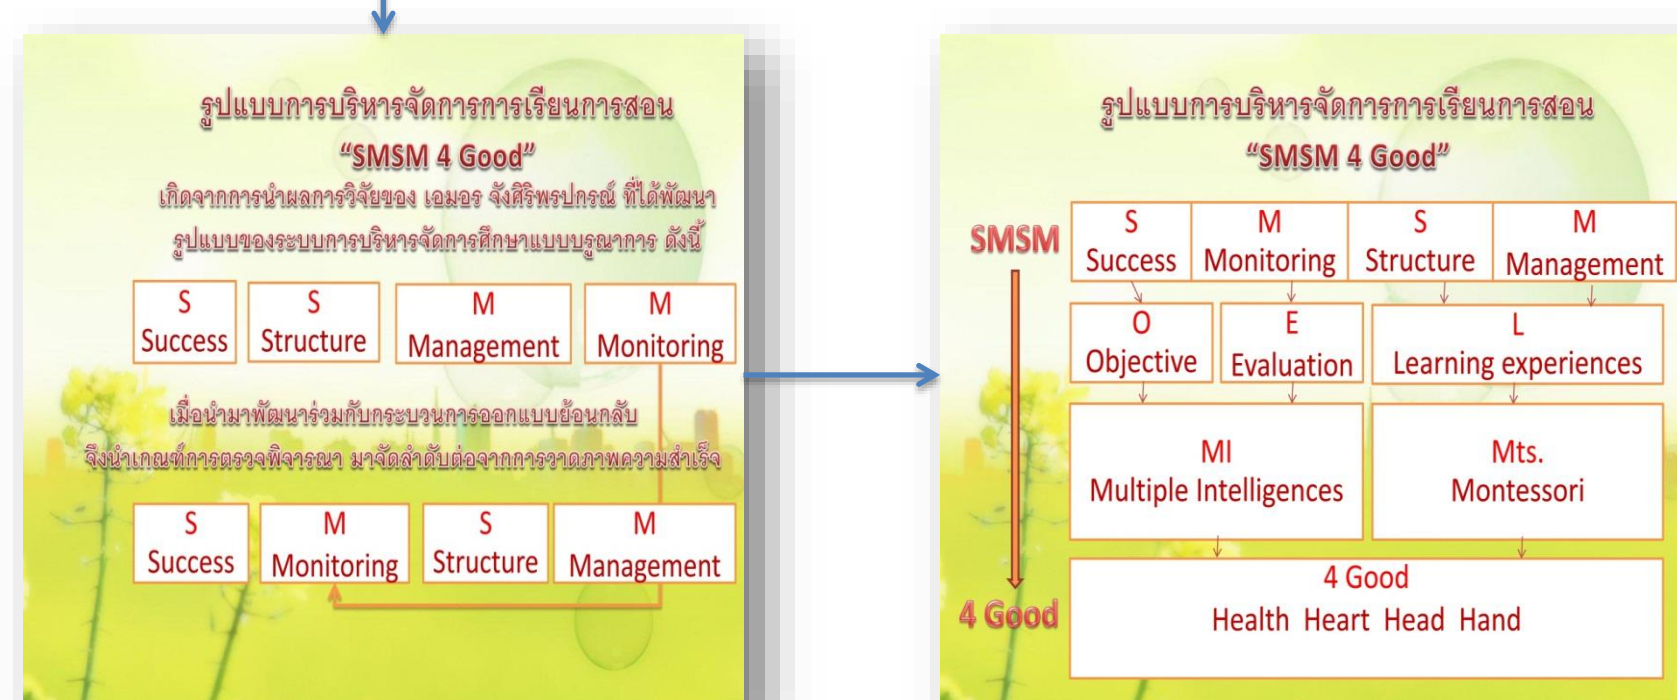 รูปแบบการบริหารจัดการการเรียนการสอน
“SMSM 4 Good”
เกิดจากการนำผลการวิจัยของ เอมอร จังศิริพรปกรณ์ ที่ได้พัฒนา
รูปแบบของระบบการบริหารจัดการศึกษาแบบบูรณาการ ดังนี้
S S M M
Success Structure Management Monitoring
เมื่อนำมาพัฒนาร่วมกับกระบวนการออกแบบย้อนกลับ
จึงนำเกณฑ์การตรวจพิจารณา มาจัดลำดับต่อจากการวาดภาพความสำเร็จ
S M S M
Success Monitoring Structure Management
รูปแบบการบริหารจัดการการเรียนการสอน
“SMSM 4 Good”
SMSM
S M S M
Success Monitoring Structure Management
O E L
Objective Evaluation Learning experiences
MI Mts.
Multiple Intelligences Montessori
4 Good
4 Good
Health Heart Head Hand